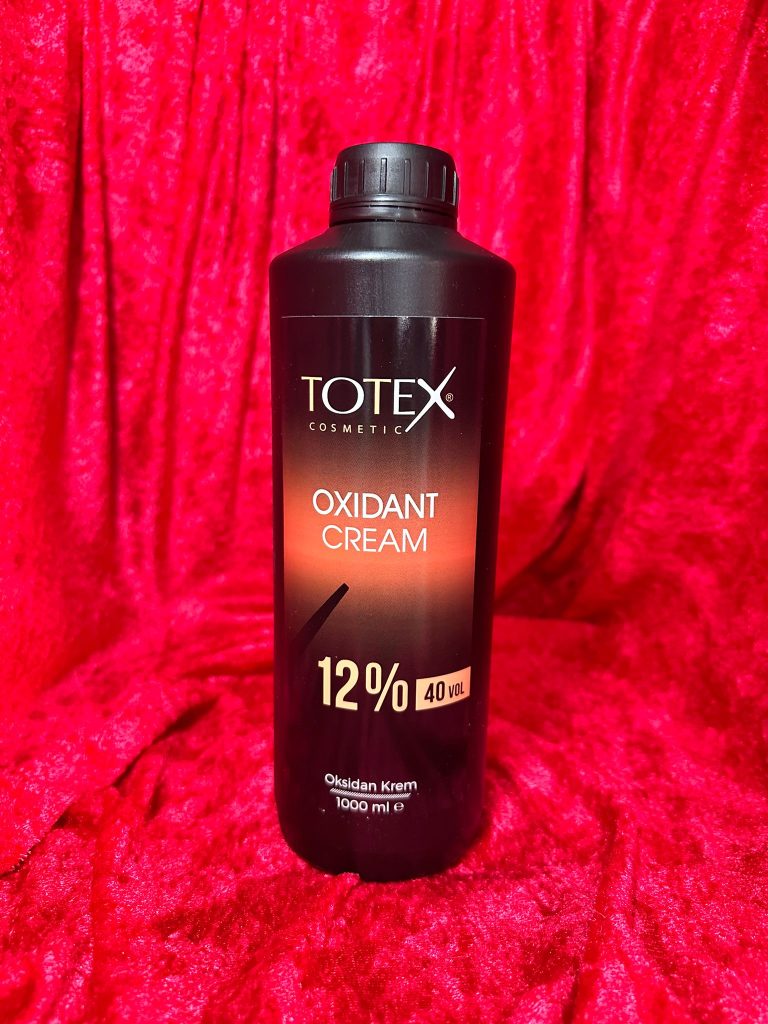 TOTEX®
COSMETIC
OXIDANT
CREAM
12% 40 VOL
Oksidan Krem
1000 ml ℮